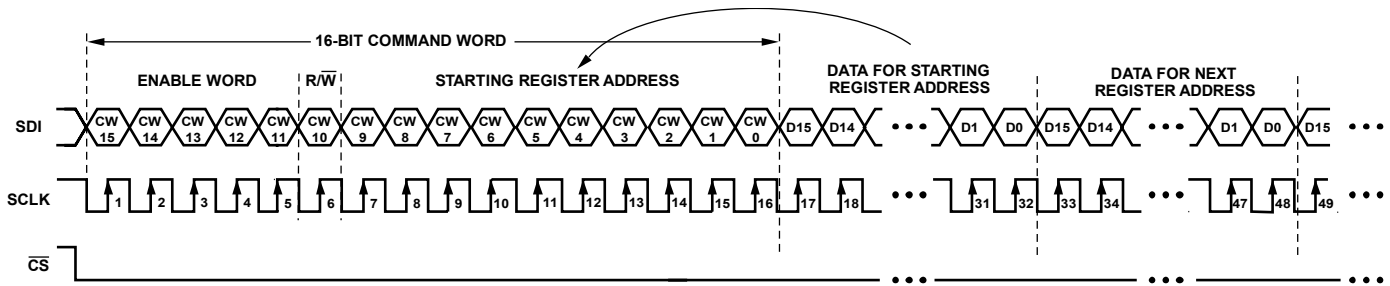 16-BIT COMMAND WORD
ENABLE WORD
R/W̅
STARTING REGISTER ADDRESS
DATA FOR STARTING
REGISTER ADDRESS
DATA FOR NEXT
REGISTER ADDRESS
SDI
CW 15 CW 14 CW 13 CW 12 CW 11 CW 10 CW 9 CW 8 CW 7 CW 6 CW 5 CW 4 CW 3 CW 2 CW 1 CW 0 D15 D14 ••• D1 D0 D15 D14 ••• D1 D0 D15 •••
SCLK
1 2 3 4 5 6 7 8 9 10 11 12 13 14 15 16 17 18 ••• 31 32 33 34 ••• 47 48 49 •••
C̅S̅
••• ••• •••